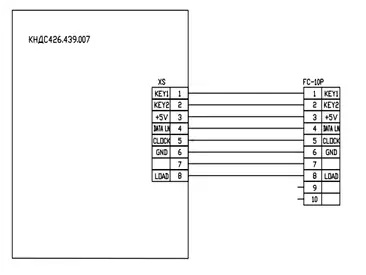 КНДС426.439.007
XS FC-10P
KEY1 1 1 KEY1
KEY2 2 2 KEY2
+5V 3 3 +5V
DATA LN 4 4 DATA LN
CLOCK 5 5 CLOCK
GND 6 6 GND
7 7
LOAD 8 8 LOAD
9
10